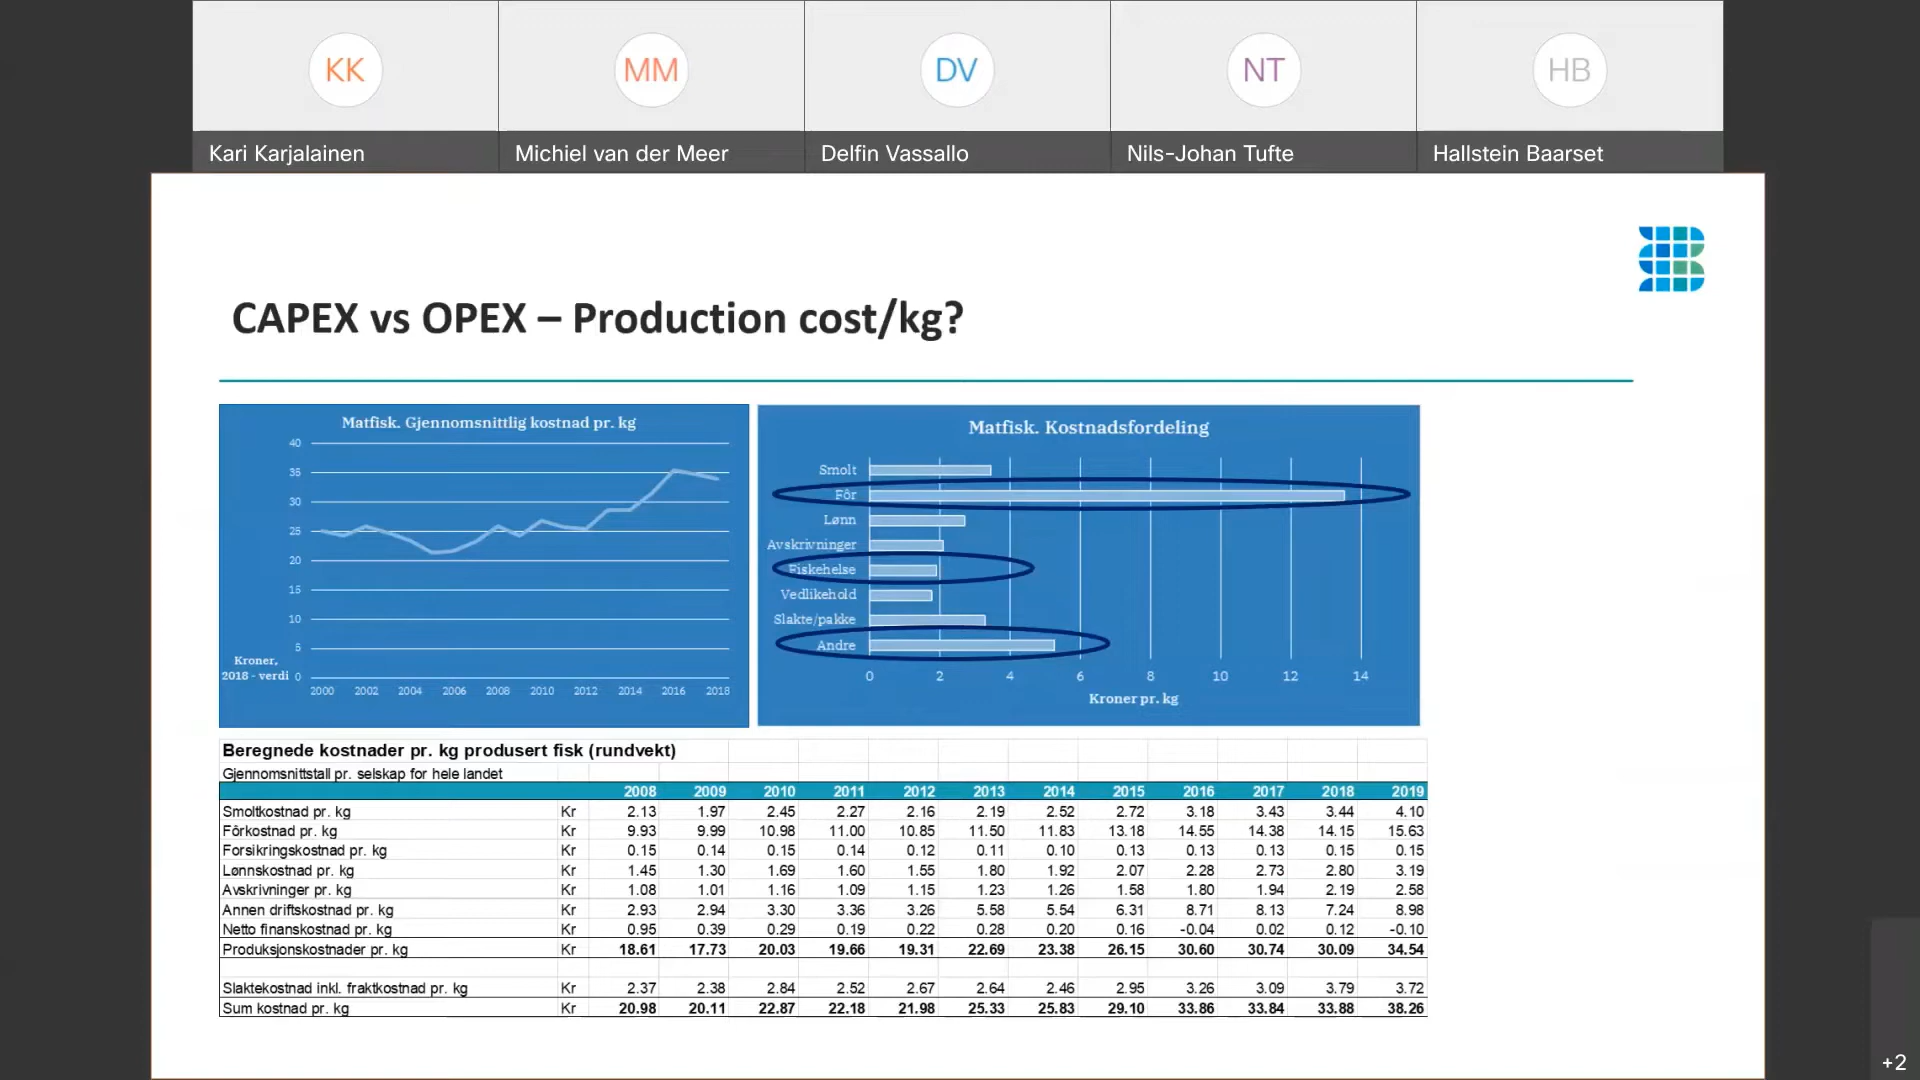 KK
MM
DV
NT
HB
Kari Karjalainen
Michiel van der Meer
Delfin Vassallo
Nils-Johan Tufte
Hallstein Baarset
CAPEX vs OPEX – Production cost/kg?
Matfisk. Gjennomsnittlig kostnad pr. kg
40
35
30
25
20
15
10
5
0
Kroner,
2018 - verdi
2000 2002 2004 2006 2008 2010 2012 2014 2016 2018
Matfisk. Kostnadsfordeling
Smolt
Fôr
Lønn
Avskrivninger
Fiskehelse
Vedlikehold
Slakte/pakke
Andre
0 2 4 6 8 10 12 14
Kroner pr. kg
Beregnede kostnader pr. kg produsert fisk (rundvekt)
Gjennomsnittstall pr. selskap for hele landet
2008 2009 2010 2011 2012 2013 2014 2015 2016 2017 2018 2019
Smoltkostnad pr. kg Kr 2.13 1.97 2.45 2.27 2.16 2.19 2.52 2.72 3.18 3.43 3.44 4.10
Fôrkostnad pr. kg Kr 9.93 9.99 10.98 11.00 10.85 11.50 11.83 13.18 14.55 14.38 14.15 15.63
Forsikringskostnad pr. kg Kr 0.15 0.14 0.15 0.14 0.12 0.11 0.10 0.13 0.13 0.13 0.15 0.15
Lønnskostnad pr. kg Kr 1.45 1.30 1.69 1.60 1.55 1.80 1.92 2.07 2.28 2.73 2.80 3.19
Avskrivninger pr. kg Kr 1.08 1.01 1.16 1.09 1.15 1.23 1.26 1.58 1.80 1.94 2.19 2.58
Annen driftskostnad pr. kg Kr 2.93 2.94 3.30 3.36 3.26 5.58 5.54 6.31 8.71 8.13 7.24 8.98
Netto finanskostnad pr. kg Kr 0.95 0.39 0.29 0.19 0.22 0.28 0.20 0.16 -0.04 0.02 0.12 -0.10
Produksjonskostnader pr. kg Kr 18.61 17.73 20.03 19.66 19.31 22.69 23.38 26.15 30.60 30.74 30.09 34.54
Slaktekostnad inkl. fraktkostnad pr. kg Kr 2.37 2.38 2.84 2.52 2.67 2.64 2.46 2.95 3.26 3.09 3.79 3.72
Sum kostnad pr. kg Kr 20.98 20.11 22.87 22.18 21.98 25.33 25.83 29.10 33.86 33.84 33.88 38.26
+2